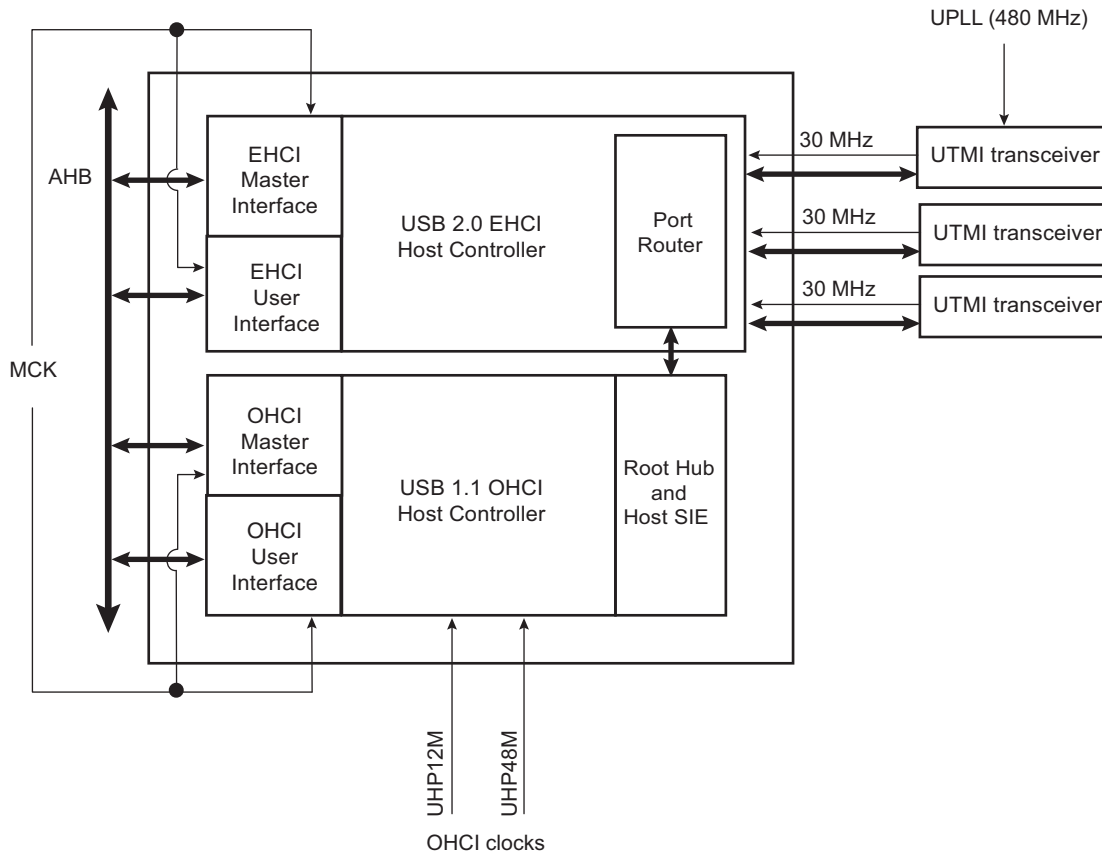 UPLL (480 MHz)
AHB
MCK
EHCI
Master
Interface
EHCI
User
Interface
USB 2.0 EHCI
Host Controller
Port
Router
30 MHz
UTMI transceiver
30 MHz
UTMI transceiver
30 MHz
UTMI transceiver
OHCI
Master
Interface
OHCI
User
Interface
USB 1.1 OHCI
Host Controller
Root Hub
and
Host SIE
UHP12M
UHP48M
OHCI clocks